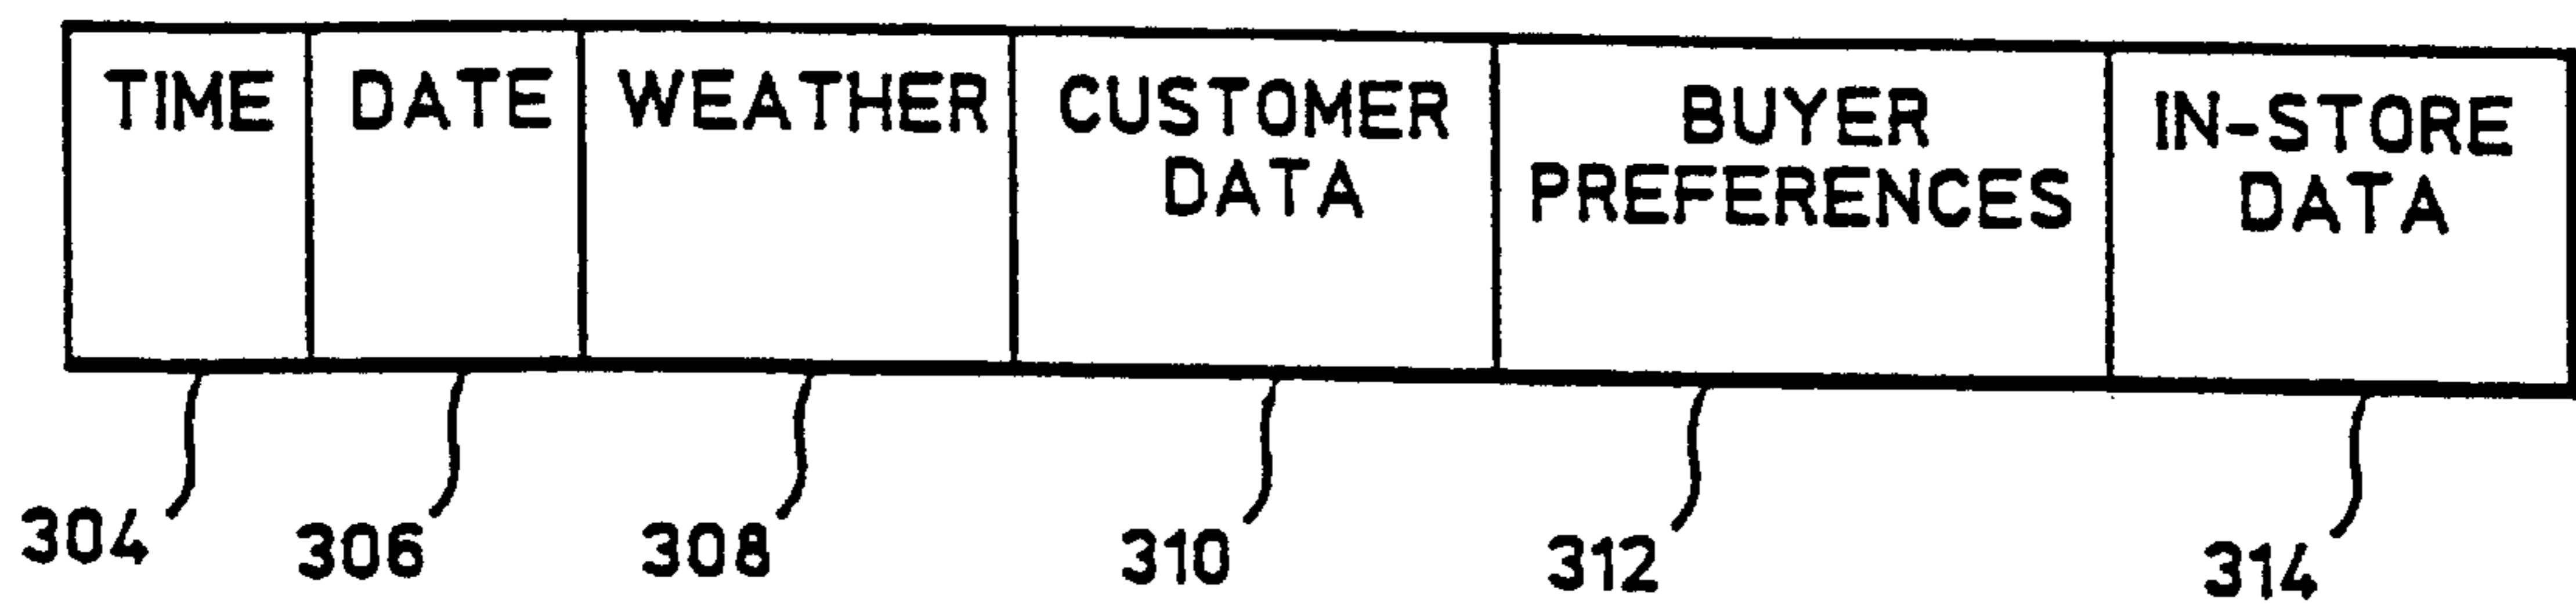 TIME DATE WEATHER CUSTOMER BUYER IN-STORE
DATA PREFERENCES DATA
304 306 308 310 312 314